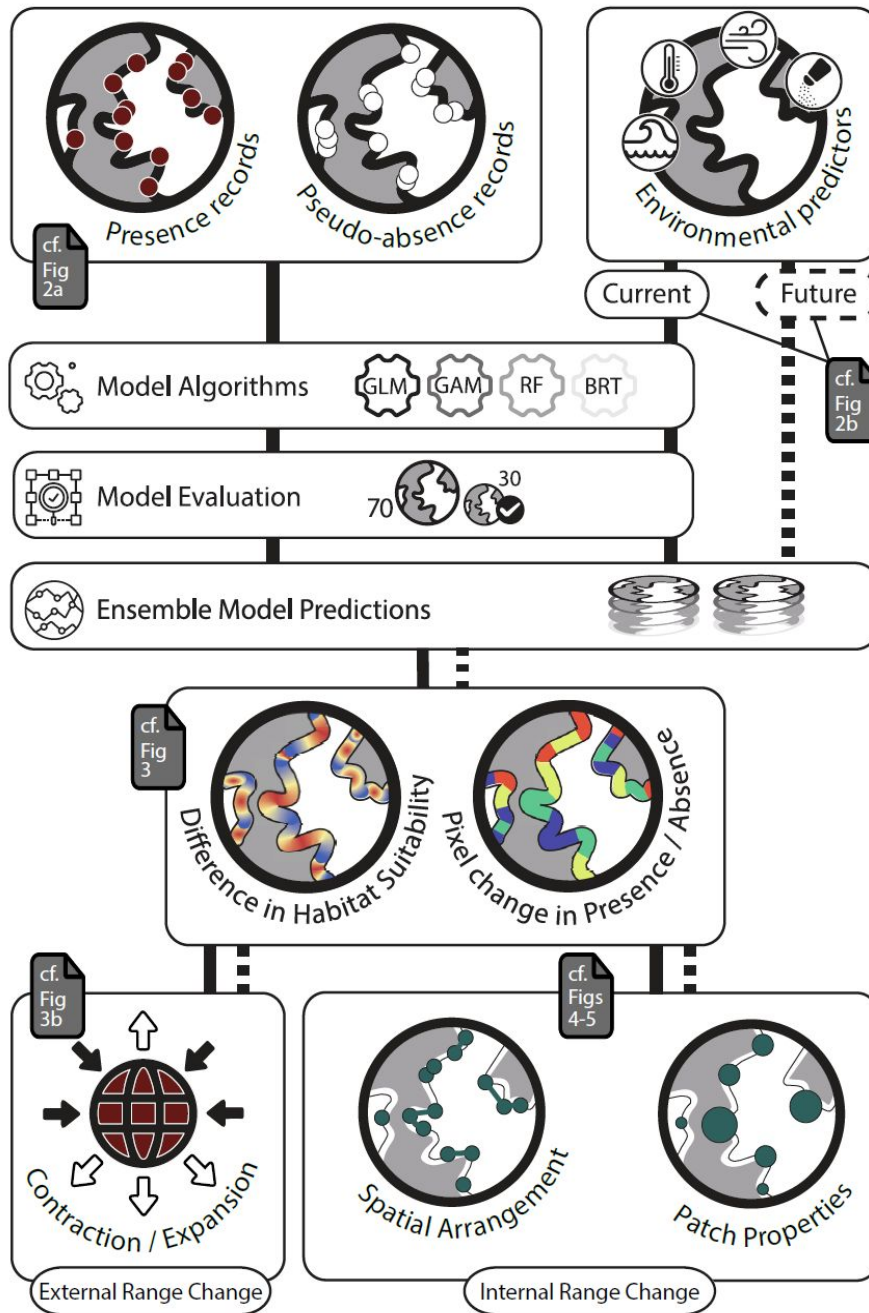 Presence records
Pseudo-absence records
Environmental predictors
cf.
Fig
2a
Current
Future
cf.
Fig
2b
Model Algorithms
GLM
GAM
RF
BRT
Model Evaluation
70
30
Ensemble Model Predictions
cf.
Fig
3
Difference in Habitat Suitability
Pixel change in Presence / Absence
cf.
Fig
3b
cf.
Figs
4-5
Contraction / Expansion
Spatial Arrangement
Patch Properties
External Range Change
Internal Range Change